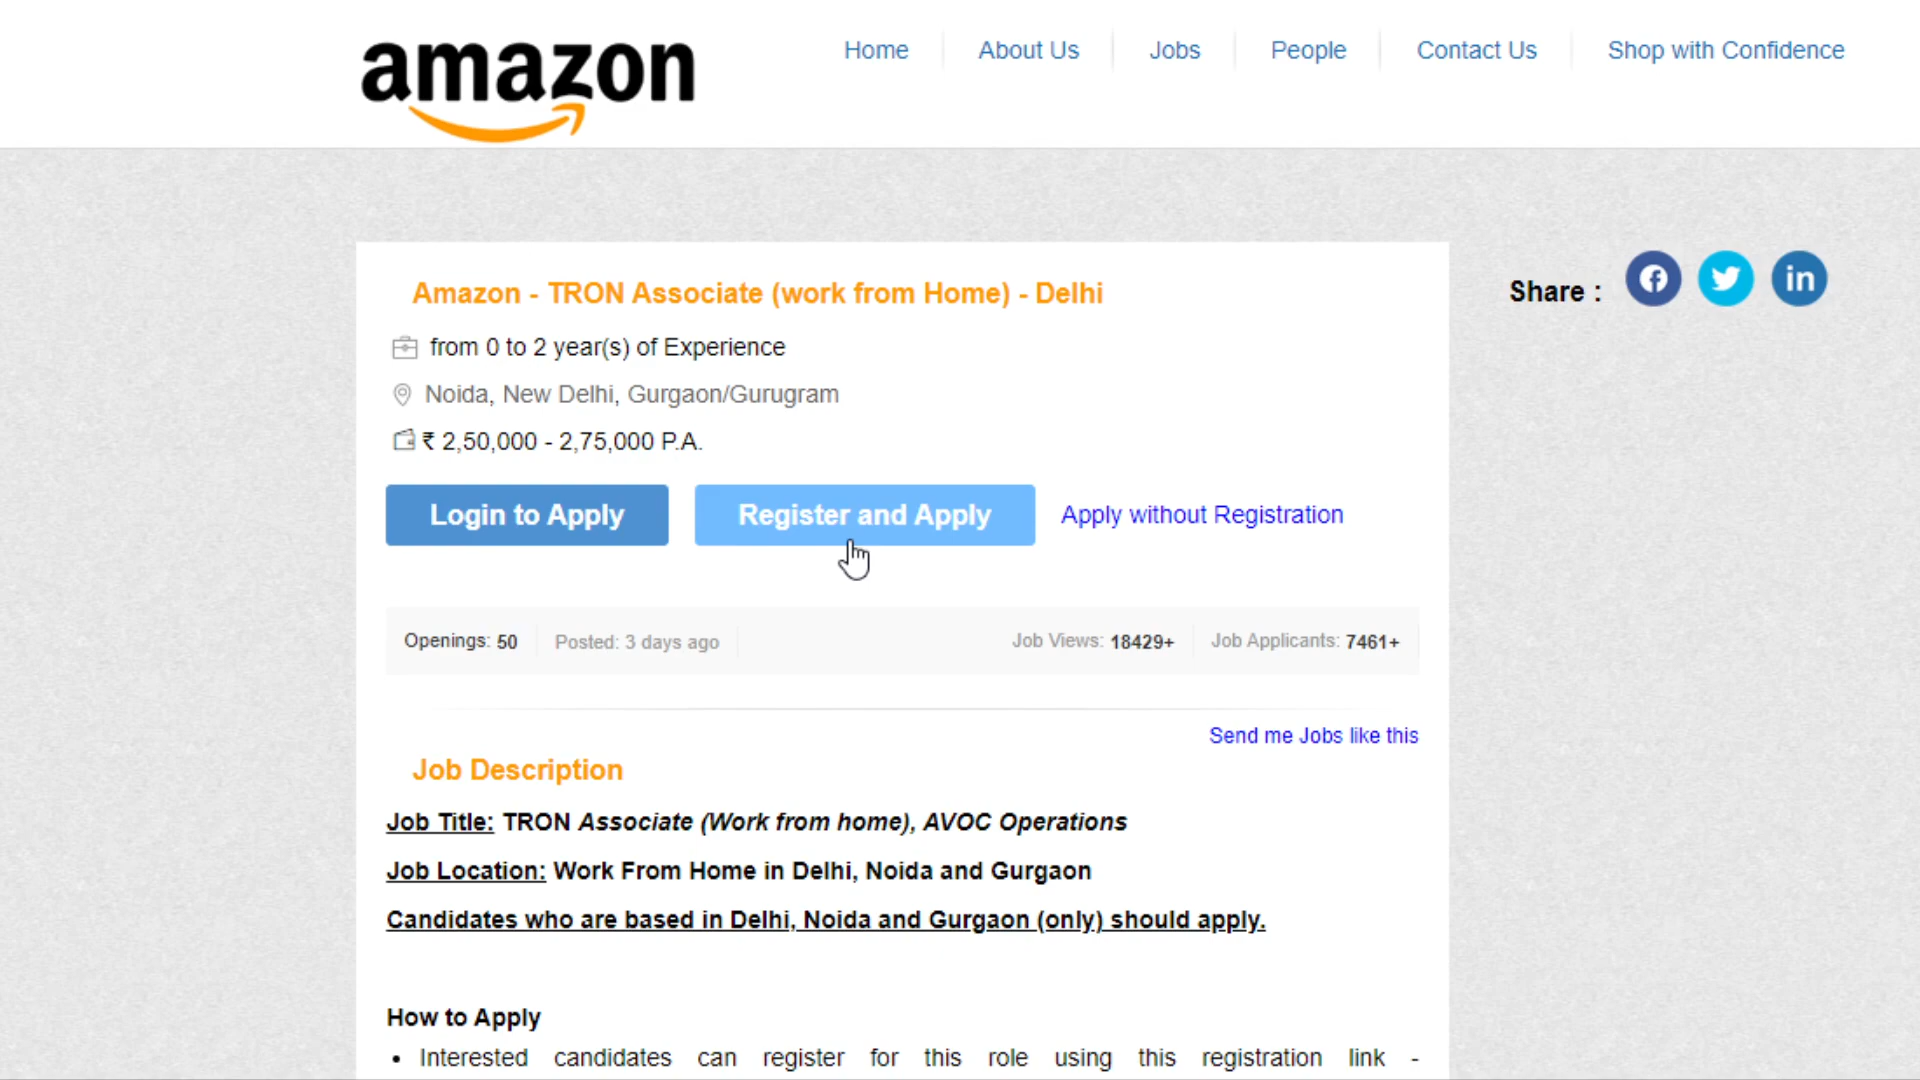 amazon
Home
About Us
Jobs
People
Contact Us
Shop with Confidence
Amazon - TRON Associate (work from Home) - Delhi
Share :
from 0 to 2 year(s) of Experience
Noida, New Delhi, Gurgaon/Gurugram
₹ 2,50,000 - 2,75,000 P.A.
Login to Apply
Register and Apply
Apply without Registration
Openings: 50
Posted: 3 days ago
Job Views: 18429+
Job Applicants: 7461+
Send me Jobs like this
Job Description
Job Title: TRON Associate (Work from home), AVOC Operations
Job Location: Work From Home in Delhi, Noida and Gurgaon
Candidates who are based in Delhi, Noida and Gurgaon (only) should apply.
How to Apply
• Interested candidates can register for this role using this registration link -